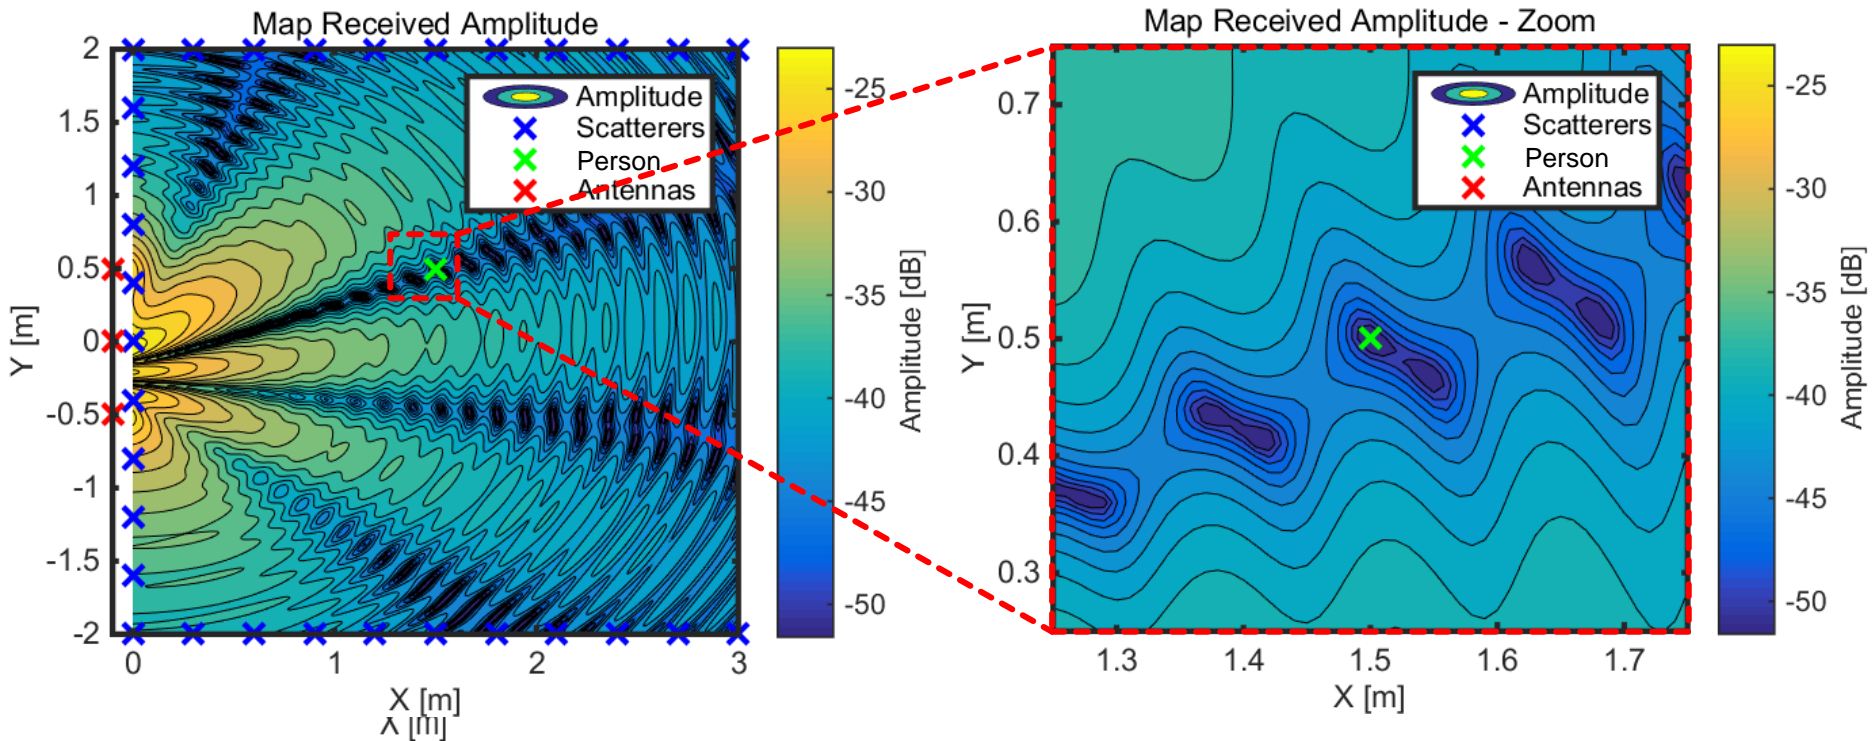 Map Received Amplitude
2
1.5
1
0.5
0
-0.5
-1
-1.5
-2
Y [m]
0
1
2
3
X [m]
X [m]
Amplitude
Scatterers
Person
Antennas
-25
-30
-35
-40
-45
-50
Amplitude [dB]
Map Received Amplitude - Zoom
0.7
0.6
0.5
0.4
0.3
Y [m]
1.3
1.4
1.5
1.6
1.7
X [m]
Amplitude
Scatterers
Person
Antennas
-25
-30
-35
-40
-45
-50
Amplitude [dB]